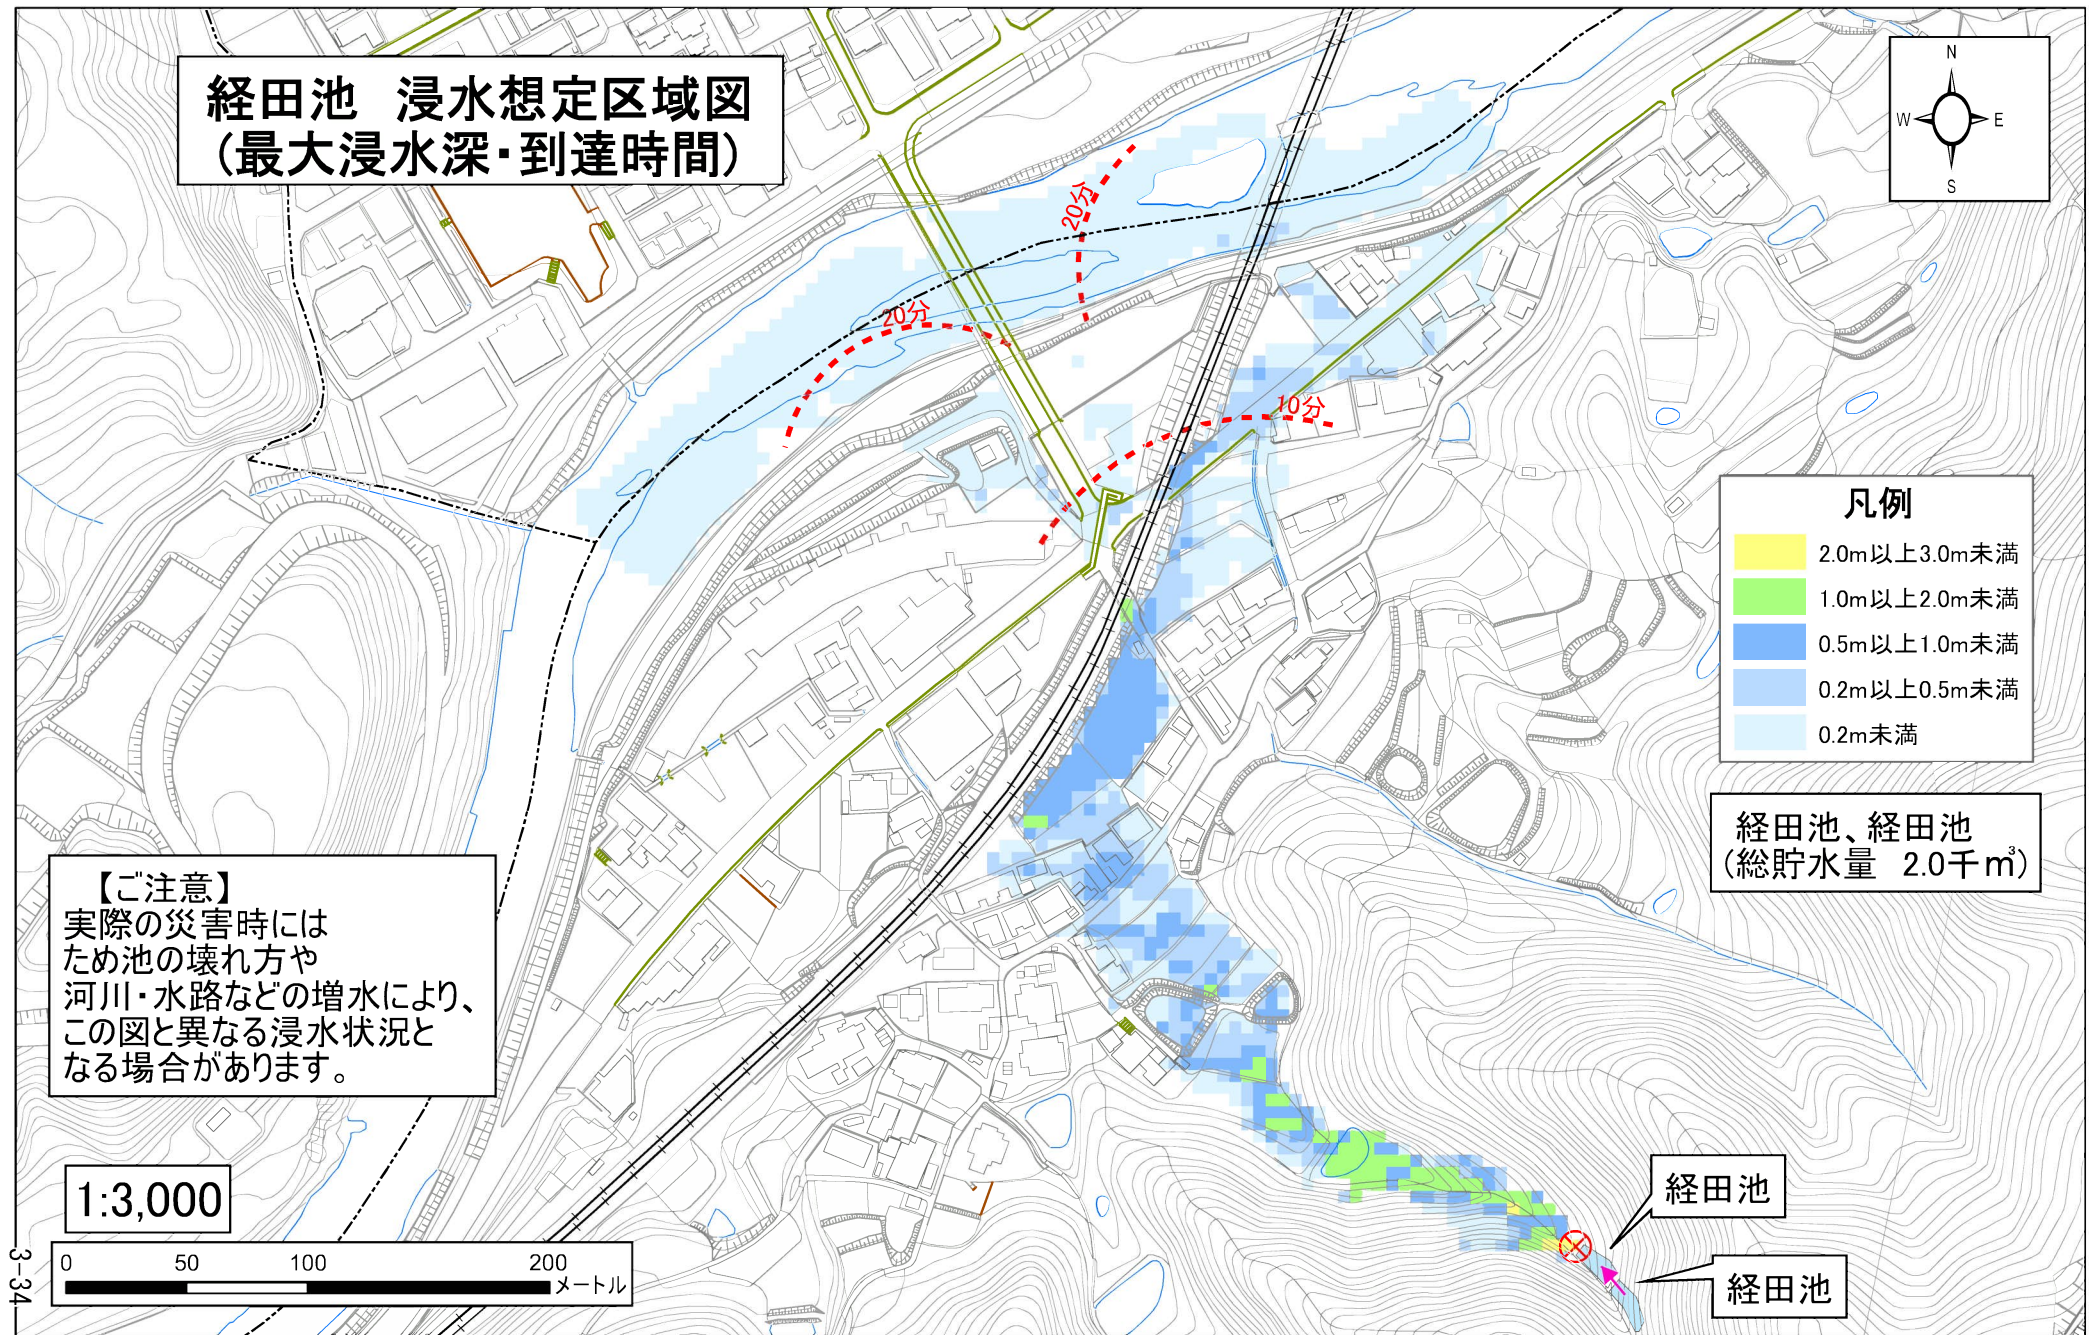 経田池　浸水想定区域図
（最大浸水深・到達時間）
N
W
E
S
20分
20分
10分
凡例
2.0m以上3.0m未満
1.0m以上2.0m未満
0.5m以上1.0m未満
0.2m以上0.5m未満
0.2m未満
経田池、経田池
（総貯水量　2.0千㎥）
【ご注意】
実際の災害時には
ため池の壊れ方や
河川・水路などの増水により、
この図と異なる浸水状況と
なる場合があります。
経田池
経田池
1:3,000
0 50 100 200
メートル
3-34